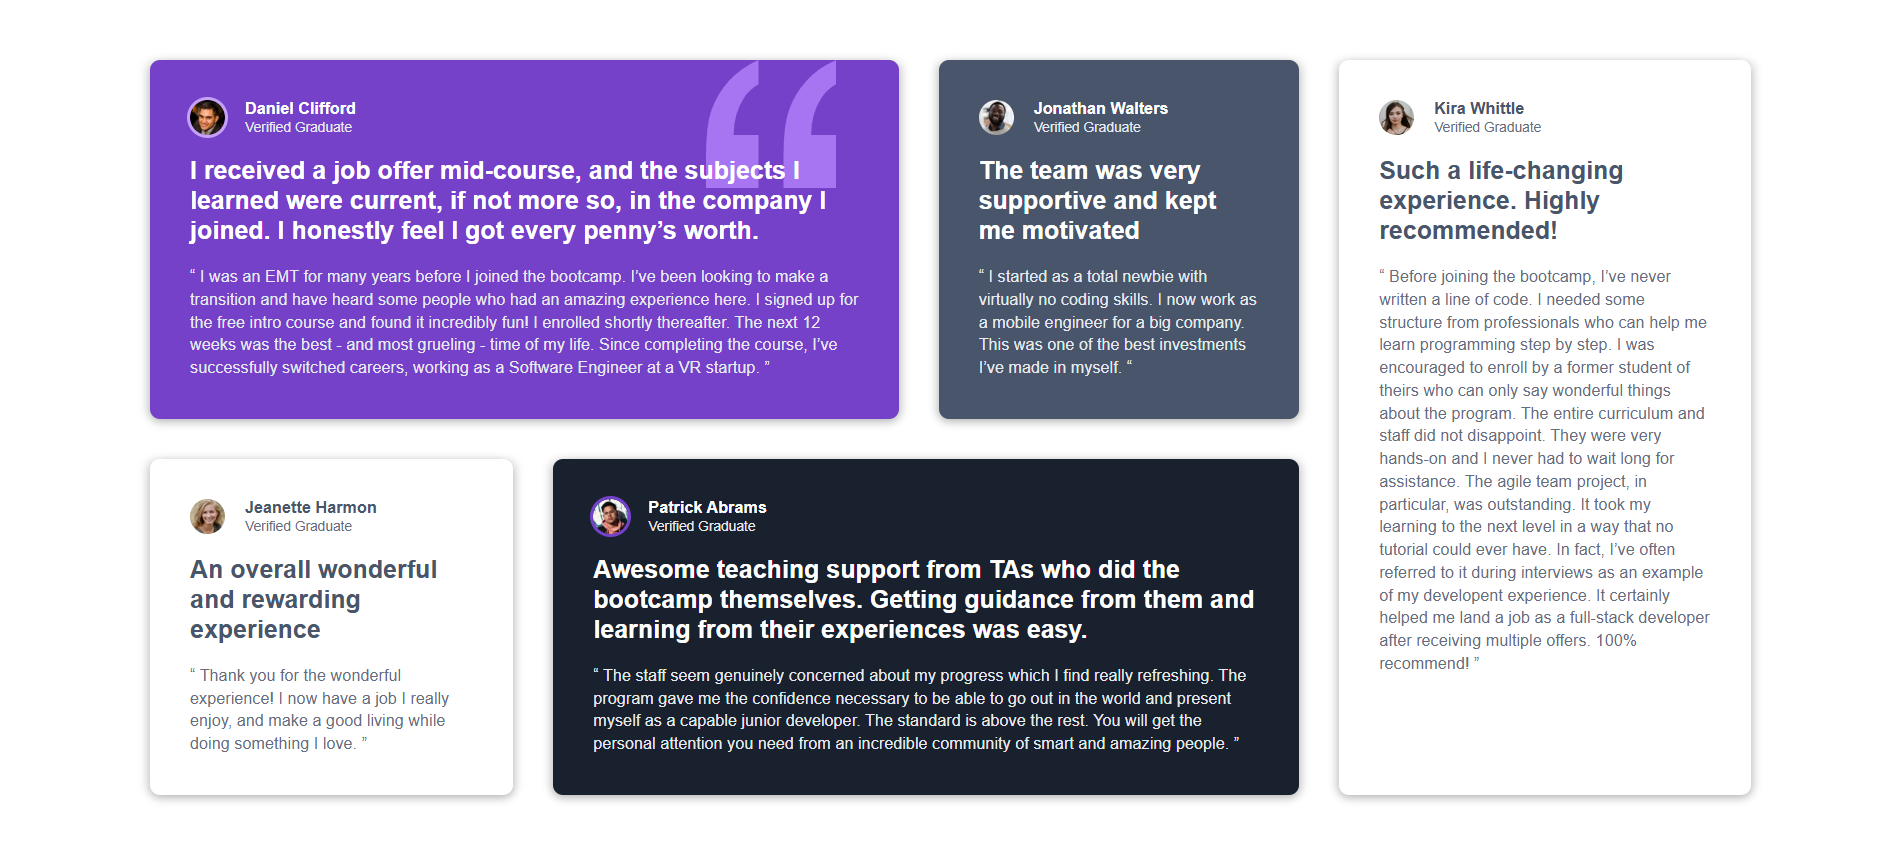 Daniel Clifford
Verified Graduate
I received a job offer mid-course, and the subjects I
learned were current, if not more so, in the company I
joined. I honestly feel I got every penny’s worth.
“ I was an EMT for many years before I joined the bootcamp. I’ve been looking to make a
transition and have heard some people who had an amazing experience here. I signed up for
the free intro course and found it incredibly fun! I enrolled shortly thereafter. The next 12
weeks was the best - and most grueling - time of my life. Since completing the course, I’ve
successfully switched careers, working as a Software Engineer at a VR startup. ”
Jonathan Walters
Verified Graduate
The team was very
supportive and kept
me motivated
“ I started as a total newbie with
virtually no coding skills. I now work as
a mobile engineer for a big company.
This was one of the best investments
I’ve made in myself. “
Kira Whittle
Verified Graduate
Such a life-changing
experience. Highly
recommended!
“ Before joining the bootcamp, I’ve never
written a line of code. I needed some
structure from professionals who can help me
learn programming step by step. I was
encouraged to enroll by a former student of
theirs who can only say wonderful things
about the program. The entire curriculum and
staff did not disappoint. They were very
hands-on and I never had to wait long for
assistance. The agile team project, in
particular, was outstanding. It took my
learning to the next level in a way that no
tutorial could ever have. In fact, I’ve often
referred to it during interviews as an example
of my developent experience. It certainly
helped me land a job as a full-stack developer
after receiving multiple offers. 100%
recommend! ”
Jeanette Harmon
Verified Graduate
An overall wonderful
and rewarding
experience
“ Thank you for the wonderful
experience! I now have a job I really
enjoy, and make a good living while
doing something I love. ”
Patrick Abrams
Verified Graduate
Awesome teaching support from TAs who did the
bootcamp themselves. Getting guidance from them and
learning from their experiences was easy.
“ The staff seem genuinely concerned about my progress which I find really refreshing. The
program gave me the confidence necessary to be able to go out in the world and present
myself as a capable junior developer. The standard is above the rest. You will get the
personal attention you need from an incredible community of smart and amazing people. ”